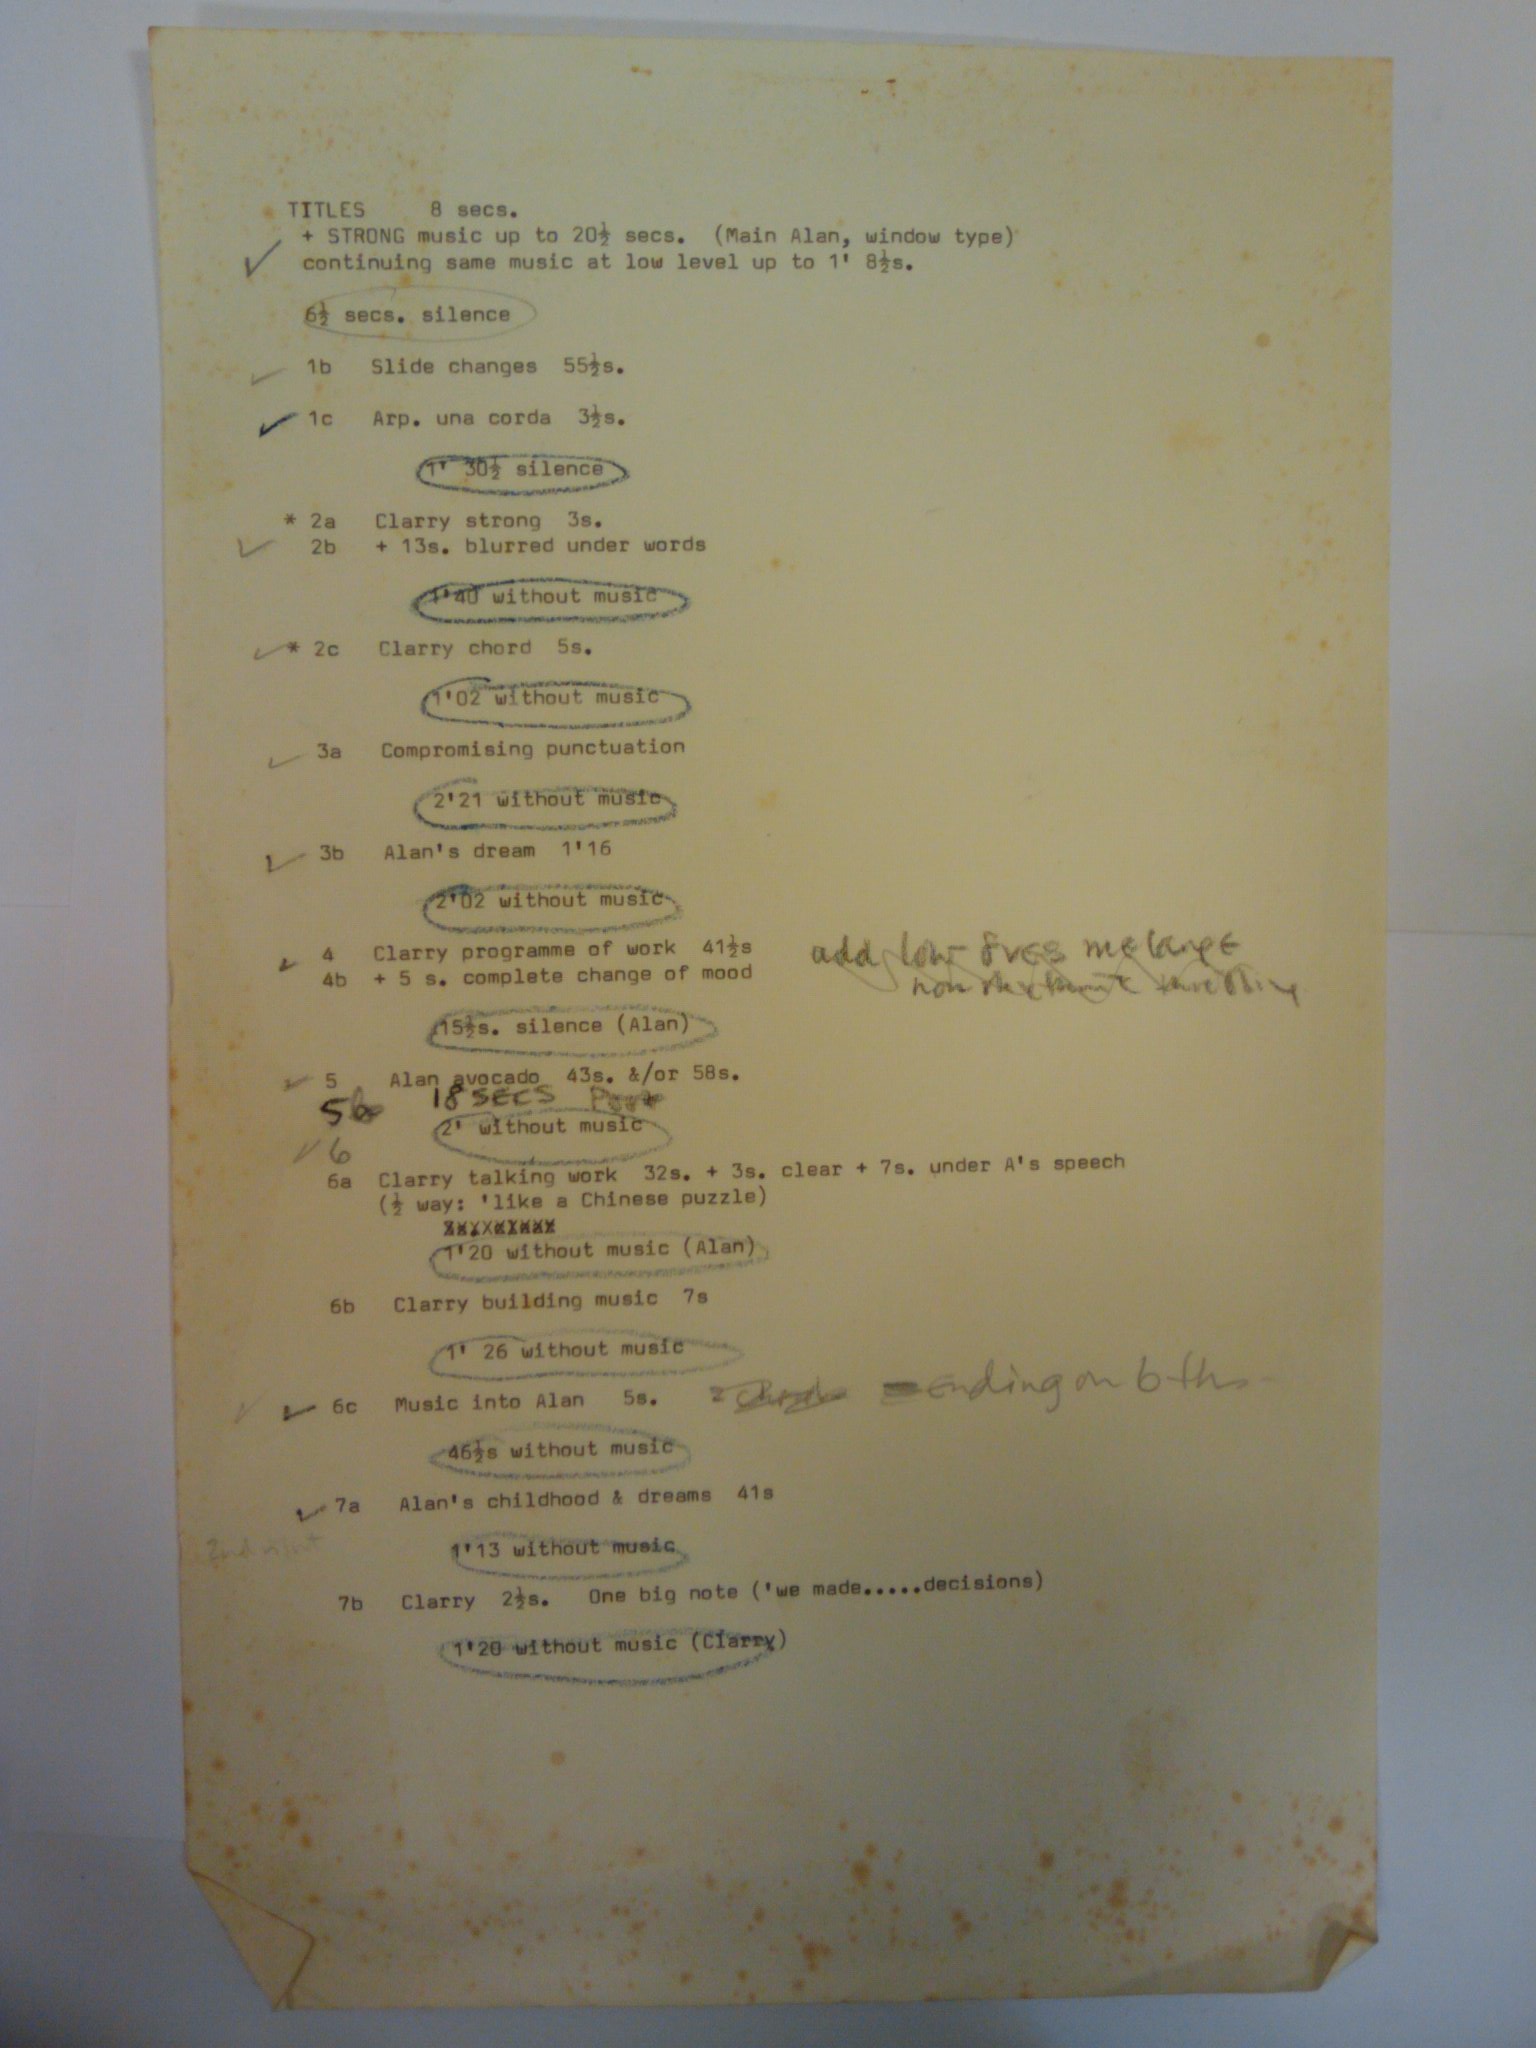 TITLES 8 secs.
+ STRONG music up to 20½ secs. (Main Alan, window type)
continuing same music at low level up to 1' 8½s.
6½ secs. silence
1b Slide changes 55½s.
1c Arp. una corda 3½s.
1' 30½ silence
* 2a Clarry strong 3s.
2b + 13s. blurred under words
1'40 without music
* 2c Clarry chord 5s.
1'02 without music
3a Compromising punctuation
2'21 without music
3b Alan's dream 1'16
2'02 without music
4 Clarry programme of work 41½s add low 8ves melange
4b + 5 s. complete change of mood
15½s. silence (Alan)
5 Alan avocado 43s. &/or 58s.
5b 18 SECS
2' without music
6
6a Clarry talking work 32s. + 3s. clear + 7s. under A's speech
(½ way: 'like a Chinese puzzle)
1'20 without music (Alan)
6b Clarry building music 7s
1' 26 without music
6c Music into Alan 5s. ending on 6ths
46½s without music
7a Alan's childhood & dreams 41s
1'13 without music
7b Clarry 2½s. One big note ('we made.....decisions)
1'20 without music (Clarry)